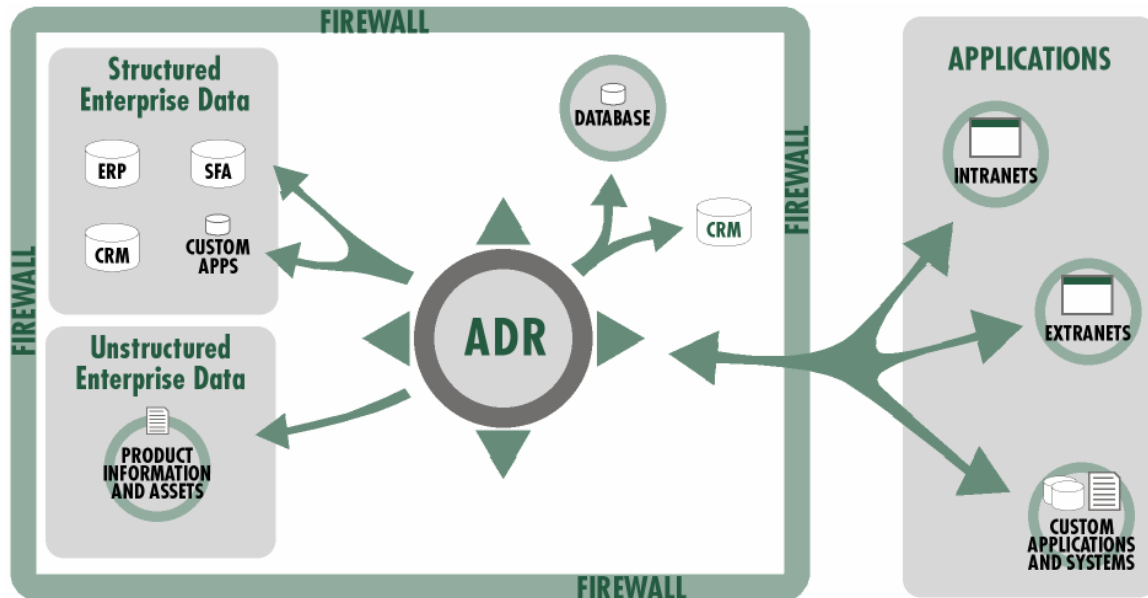 FIREWALL
Structured
Enterprise Data
ERP
SFA
CRM
CUSTOM
APPS
FIREWALL
Unstructured
Enterprise Data
PRODUCT
INFORMATION
AND ASSETS
DATABASE
CRM
ADR
FIREWALL
FIREWALL
APPLICATIONS
INTRANETS
EXTRANETS
CUSTOM
APPLICATIONS
AND SYSTEMS